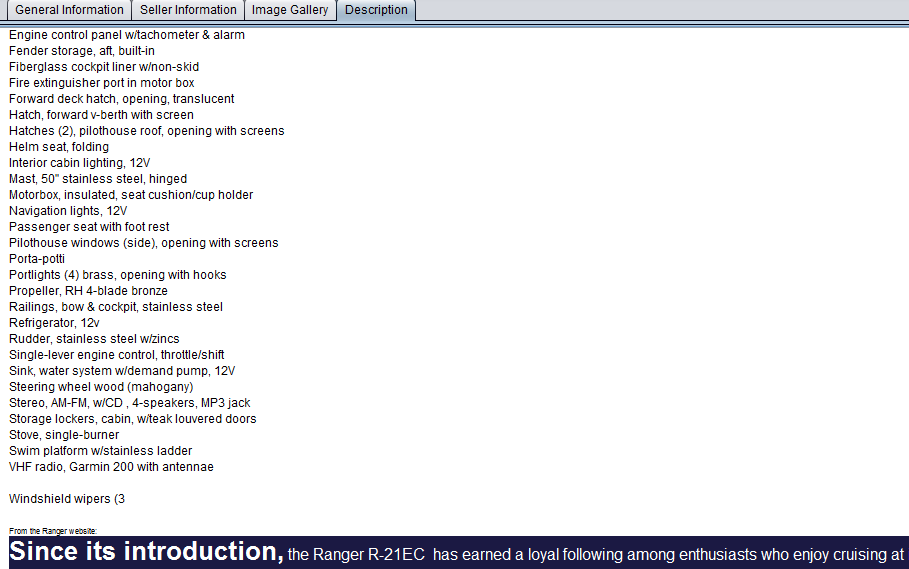 General Information Seller Information Image Gallery Description
Engine control panel w/tachometer & alarm
Fender storage, aft, built-in
Fiberglass cockpit liner w/non-skid
Fire extinguisher port in motor box
Forward deck hatch, opening, translucent
Hatch, forward v-berth with screen
Hatches (2), pilothouse roof, opening with screens
Helm seat, folding
Interior cabin lighting, 12V
Mast, 50" stainless steel, hinged
Motorbox, insulated, seat cushion/cup holder
Navigation lights, 12V
Passenger seat with foot rest
Pilothouse windows (side), opening with screens
Porta-potti
Portlights (4) brass, opening with hooks
Propeller, RH 4-blade bronze
Railings, bow & cockpit, stainless steel
Refrigerator, 12v
Rudder, stainless steel w/zincs
Single-lever engine control, throttle/shift
Sink, water system w/demand pump, 12V
Steering wheel wood (mahogany)
Stereo, AM-FM, w/CD , 4-speakers, MP3 jack
Storage lockers, cabin, w/teak louvered doors
Stove, single-burner
Swim platform w/stainless ladder
VHF radio, Garmin 200 with antennae
Windshield wipers (3
From the Ranger website:
Since its introduction, the Ranger R-21EC has earned a loyal following among enthusiasts who enjoy cruising at